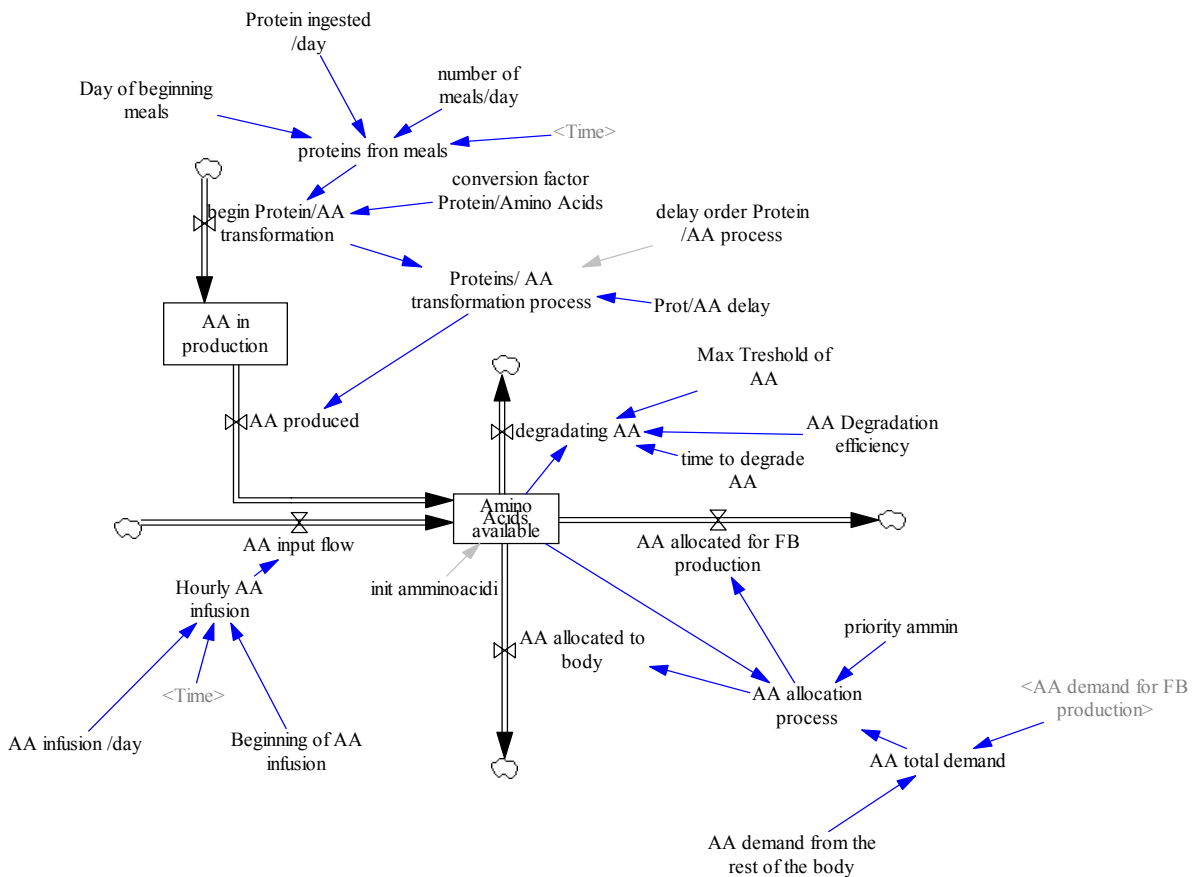 Protein ingested
/day
Day of beginning
meals
number of
meals/day
<Time>
proteins fron meals
conversion factor
Protein/Amino Acids
begin Protein/AA
transformation
delay order Protein
/AA process
Proteins/ AA
transformation process
Prot/AA delay
AA in
production
Max Treshold of
AA
AA produced
degradating AA
AA Degradation
efficiency
time to degrade
AA
Amino
Acids
available
AA input flow
AA allocated for FB
production
Hourly AA
infusion
init amminoacidi
AA allocated to
body
priority ammin
<Time>
AA allocation
process
<AA demand for FB
production>
AA infusion /day
Beginning of AA
infusion
AA total demand
AA demand from the
rest of the body